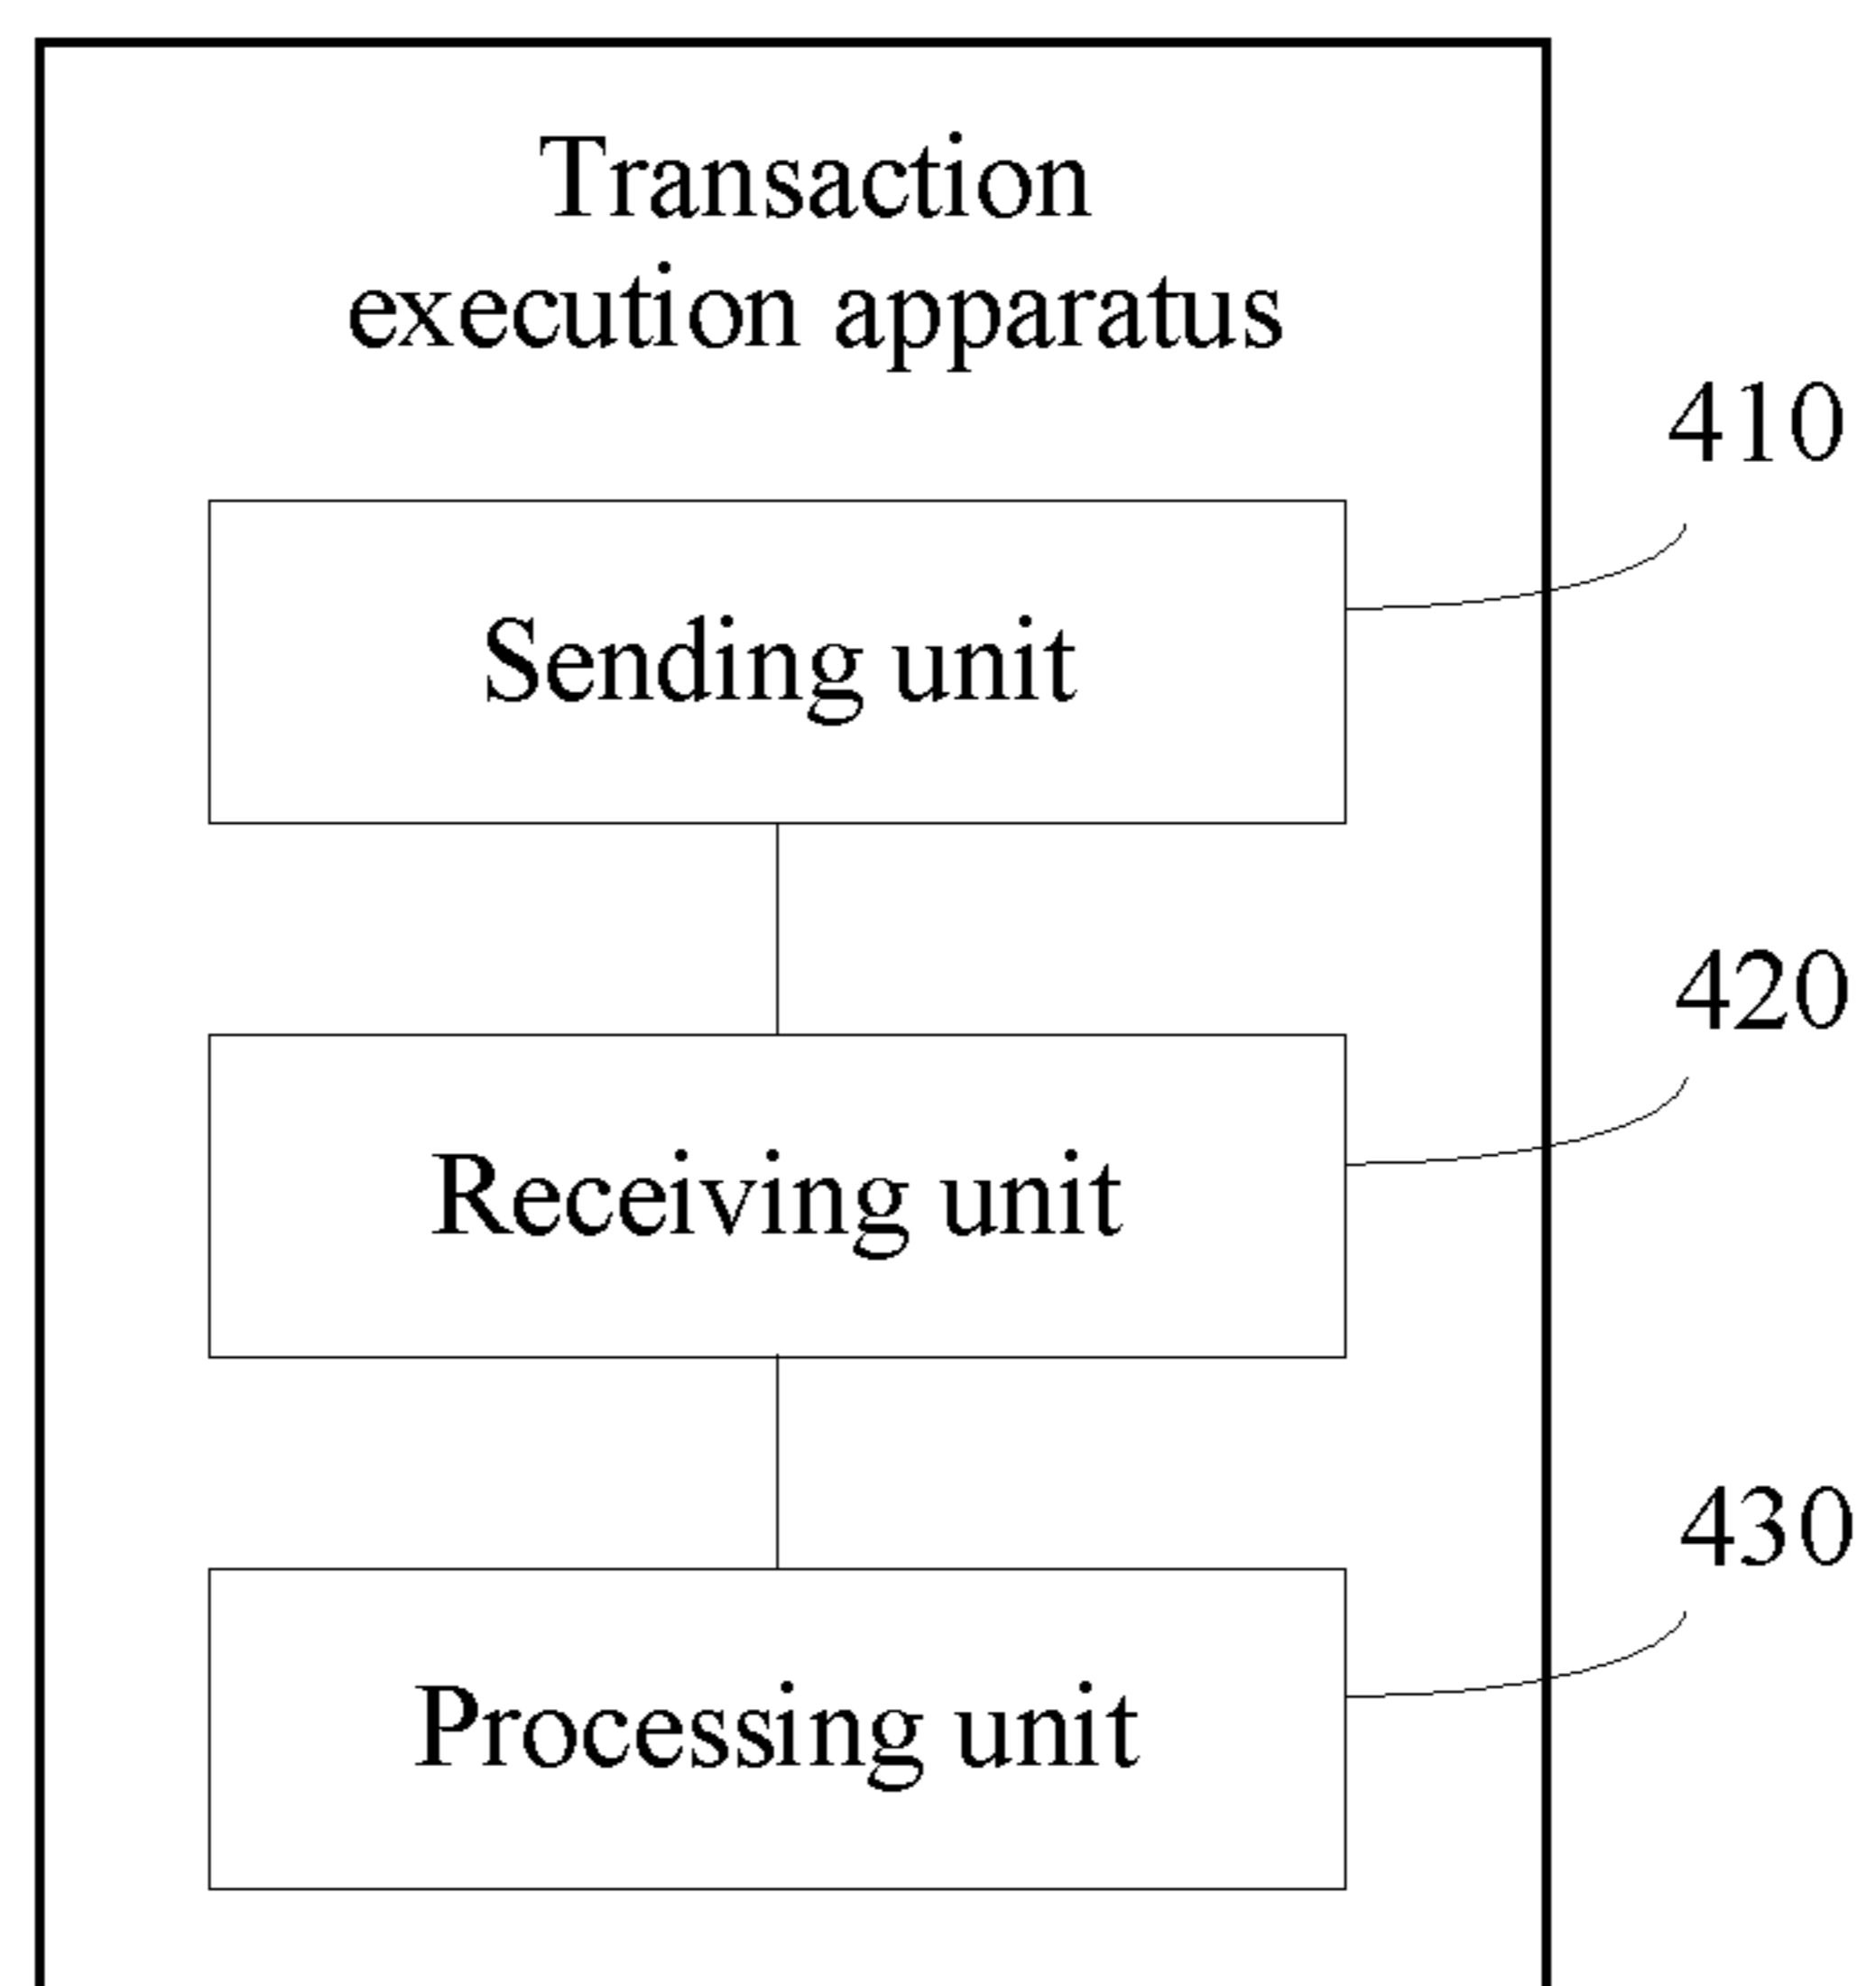 Transaction
execution apparatus
410
Sending unit
420
Receiving unit
430
Processing unit